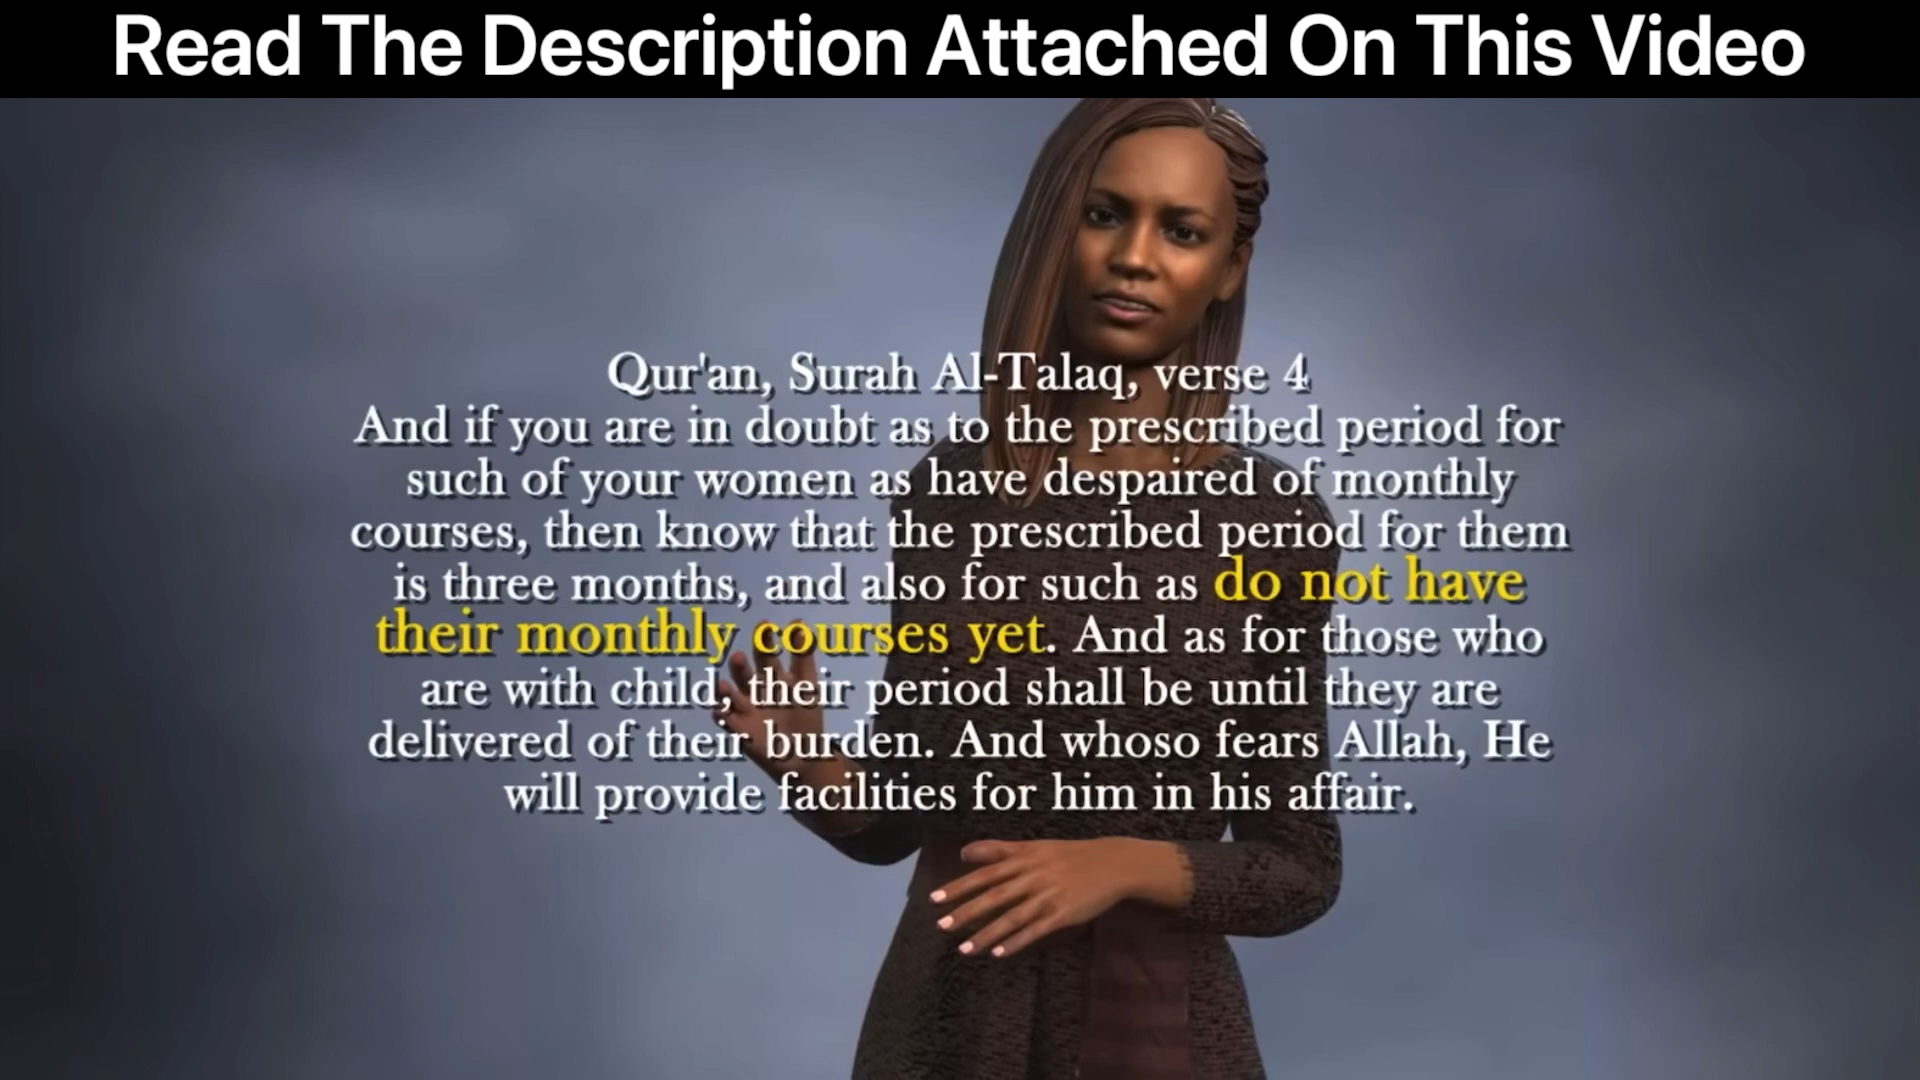 Read The Description Attached On This Video
Qur'an, Surah Al-Talaq, verse 4
And if you are in doubt as to the prescribed period for
such of your women as have despaired of monthly
courses, then know that the prescribed period for them
is three months, and also for such as do not have
their monthly courses yet. And as for those who
are with child, their period shall be until they are
delivered of their burden. And whoso fears Allah, He
will provide facilities for him in his affair.